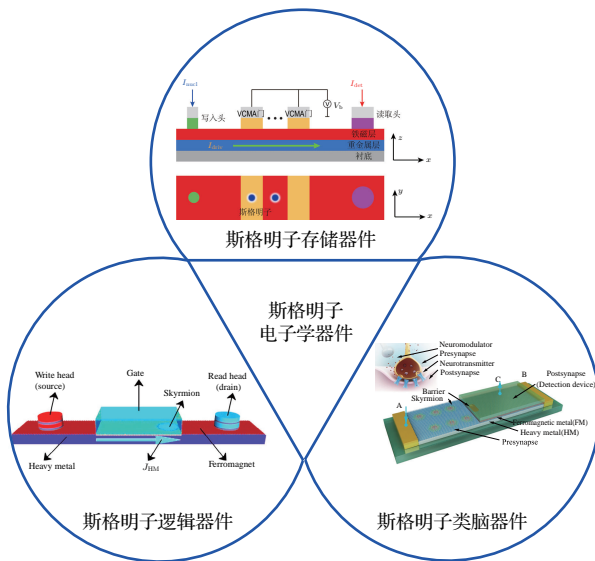 I_nucl
I_det
VCMA门
VCMA门
V_b
写入头
读取头
铁磁层
I_driv
重金属层
衬底
z
x
y
斯格明子
x
斯格明子存储器件
斯格明子
电子学器件
Write head
(source)
Gate
Skyrmion
Read head
(drain)
Heavy metal
J_HM
Ferromagnet
斯格明子逻辑器件
Neuromodulator
Presynapse
Neurotransmitter
Postsynapse
Barrier
Skyrmion
A
C
B
Postsynapse
(Detection device)
Ferromagnetic metal(FM)
Heavy metal(HM)
Presynapse
斯格明子类脑器件